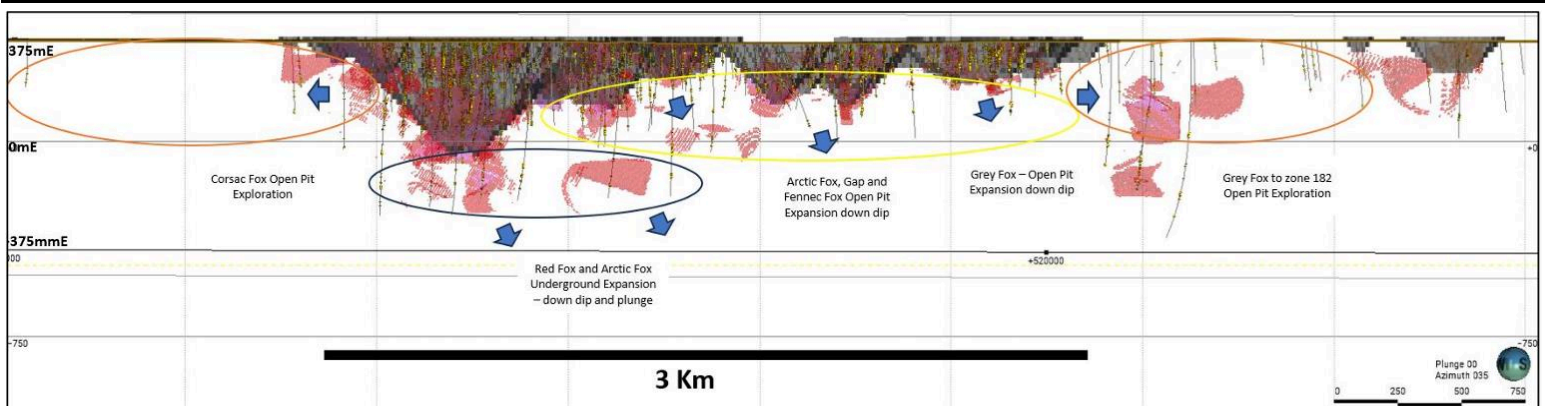 375mE
0mE
+0
Corsac Fox Open Pit
Exploration
Arctic Fox, Gap and
Fennec Fox Open Pit
Expansion down dip
Grey Fox – Open Pit
Expansion down dip
Grey Fox to zone 182
Open Pit Exploration
-375mmE
000
+520000
Red Fox and Arctic Fox
Underground Expansion
– down dip and plunge
-750
-750
3 Km
Plunge 00
Azimuth 035
0 250 500 750